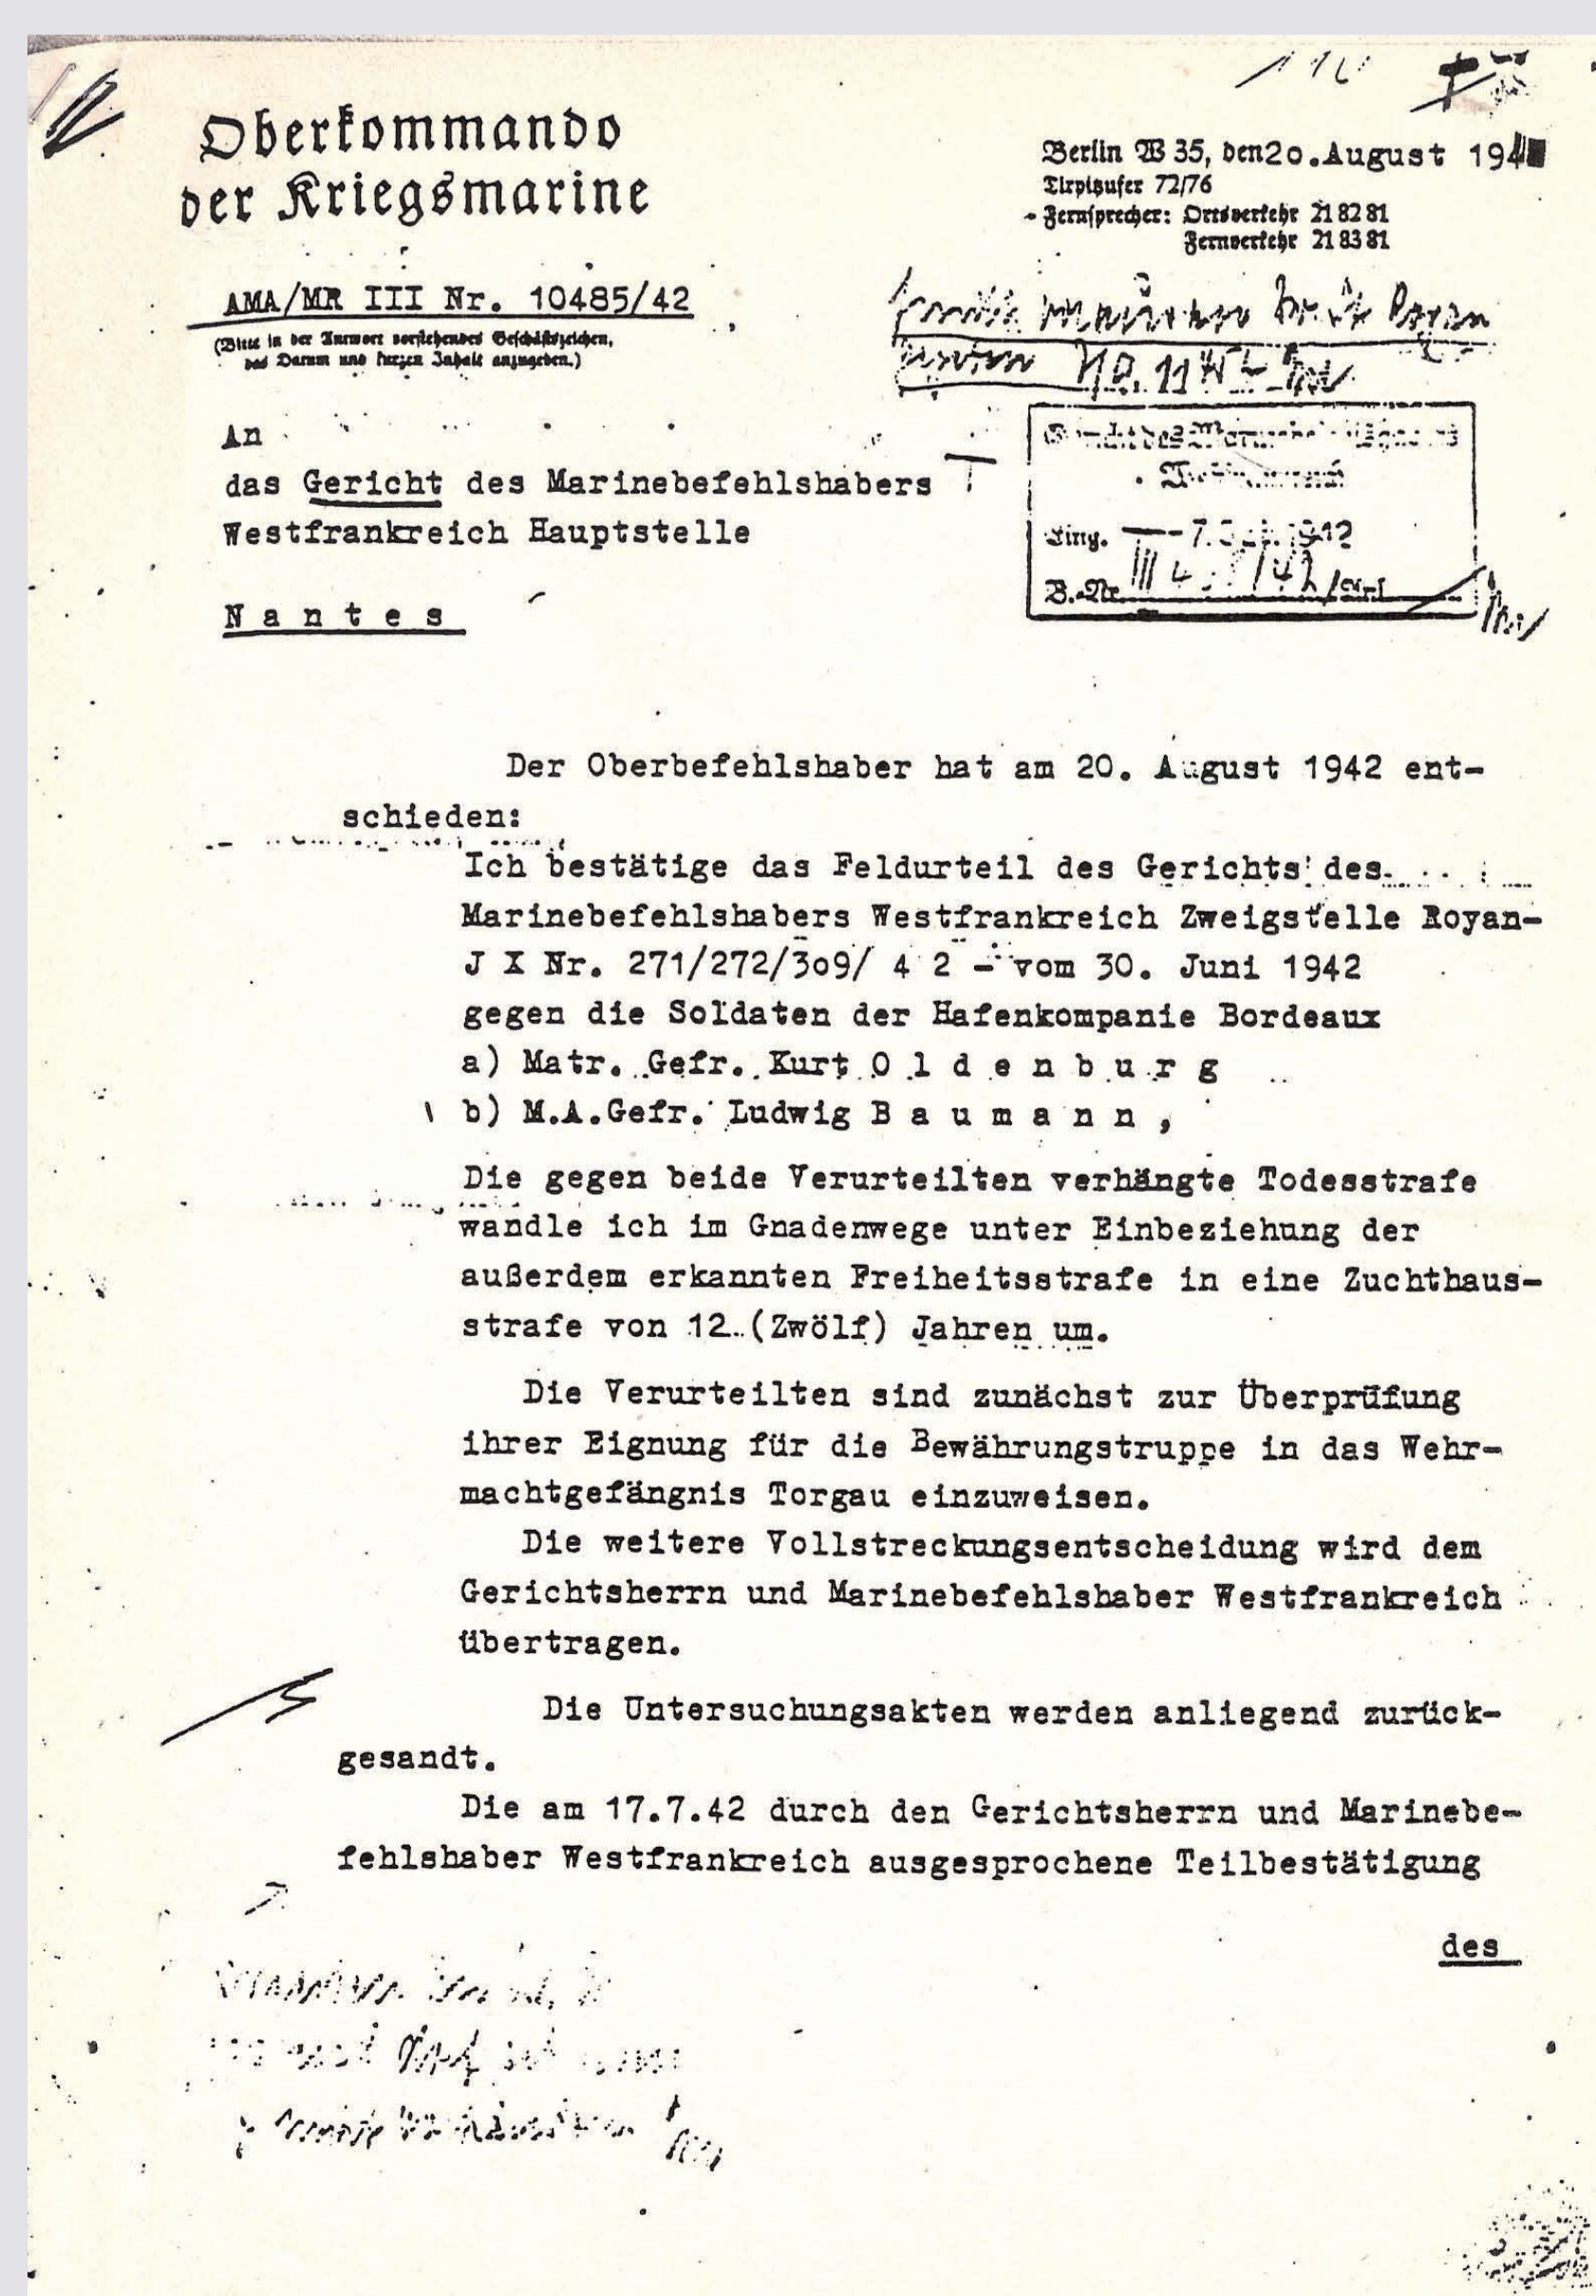 Oberkommando
der Kriegsmarine
Berlin W 35, den 20. August 194
Tirpitzufer 72/76
Fernsprecher: Ortsverkehr 21 82 81
Fernverkehr 21 83 81
AMA/MR III Nr. 10485/42
(Bitte in der Antwort vorstehendes Geschäftszeichen,
das Datum und kurzen Inhalt anzugeben.)
An
das Gericht des Marinebefehlshabers
Westfrankreich Hauptstelle
Eing. 7. 1942
B.-Nr. III
N a n t e s
Der Oberbefehlshaber hat am 20. August 1942 ent-
schieden:
Ich bestätige das Feldurteil des Gerichts des
Marinebefehlshabers Westfrankreich Zweigstelle Royan-
J X Nr. 271/272/309/ 4 2 - vom 30. Juni 1942
gegen die Soldaten der Hafenkompanie Bordeaux
a) Matr. Gefr. Kurt O l d e n b u r g
b) M.A.Gefr. Ludwig B a u m a n n ,
Die gegen beide Verurteilten verhängte Todesstrafe
wandle ich im Gnadenwege unter Einbeziehung der
außerdem erkannten Freiheitsstrafe in eine Zuchthaus-
strafe von 12 (Zwölf) Jahren um.
Die Verurteilten sind zunächst zur Überprüfung
ihrer Eignung für die Bewährungstruppe in das Wehr-
machtgefängnis Torgau einzuweisen.
Die weitere Vollstreckungsentscheidung wird dem
Gerichtsherrn und Marinebefehlshaber Westfrankreich
übertragen.
Die Untersuchungsakten werden anliegend zurück-
gesandt.
Die am 17.7.42 durch den Gerichtsherrn und Marinebe-
fehlshaber Westfrankreich ausgesprochene Teilbestätigung
des